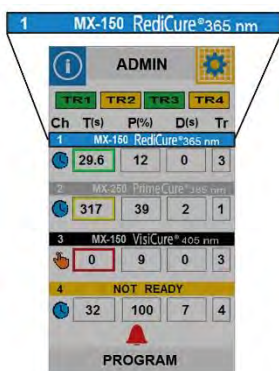 1 MX-150 RediCure®365 nm
i ADMIN
TR1 TR2 TR3 TR4
Ch T(s) P(%) D(s) Tr
1 MX-150 RediCure®365 nm
29.6 12 0 3
2 MX-250 PrimeCure®385 nm
317 39 2 1
3 MX-150 VisiCure®405 nm
0 9 0 3
4 NOT READY
32 100 7 4
PROGRAM